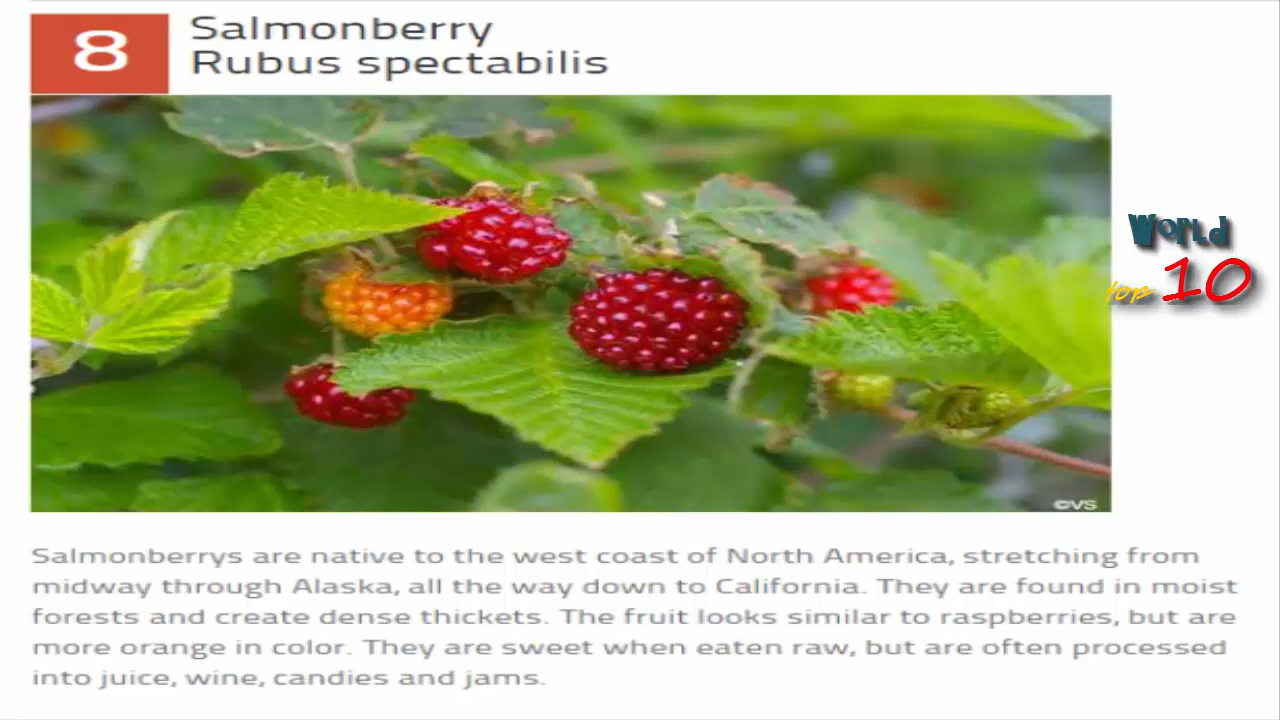 8
Salmonberry
Rubus spectabilis
World
top 10
©VS
Salmonberrys are native to the west coast of North America, stretching from
midway through Alaska, all the way down to California. They are found in moist
forests and create dense thickets. The fruit looks similar to raspberries, but are
more orange in color. They are sweet when eaten raw, but are often processed
into juice, wine, candies and jams.